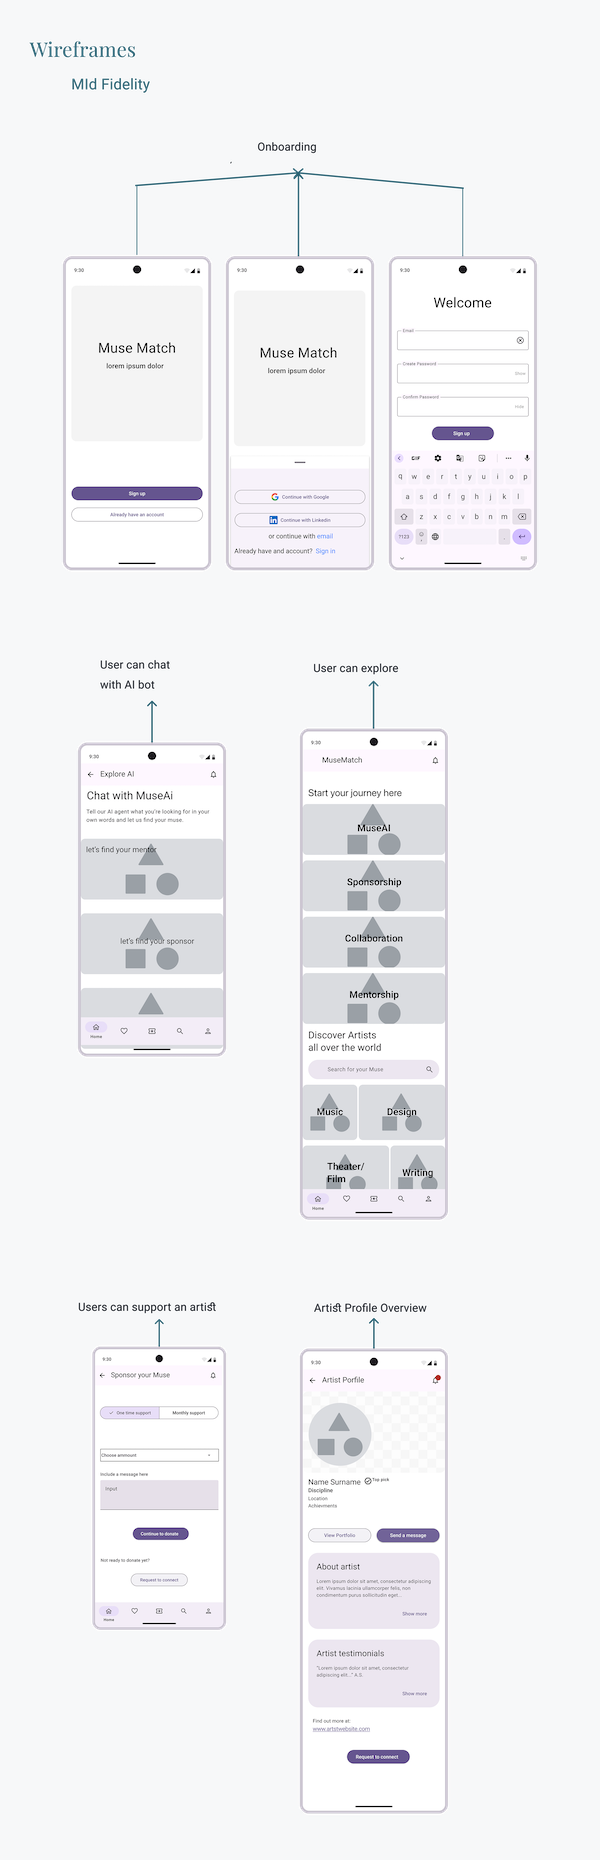 Wireframes
MId Fidelity
Onboarding
9:30
Muse Match
lorem ipsum dolor
Sign up
Already have an account
9:30
Muse Match
lorem ipsum dolor
Continue with Google
Continue with Linkedin
or continue with email
Already have and account? Sign in
9:30
Welcome
Email
Create Password
Show
Confirm Password
Hide
Sign up
GIF
q w e r t y u i o p
a s d f g h j k l
z x c v b n m
?123
User can chat
with AI bot
9:30
Explore AI
Chat with MuseAi
Tell our AI agent what you're looking for in your
own words and let us find your muse.
let's find your mentor
let's find your sponsor
Home
User can explore
9:30
MuseMatch
Start your journey here
MuseAI
Sponsorship
Collaboration
Mentorship
Discover Artists
all over the world
Search for your Muse
Music
Design
Theater/
Film
Writing
Home
Users can support an artist
9:30
Sponsor your Muse
One time support
Monthly support
Choose ammount
Include a message here
Input
Continue to donate
Not ready to donate yet?
Request to connect
Home
Artist Profile Overview
9:30
Artist Porfile
Name Surname
Top pick
Discipline
Location
Achievments
View Portfolio
Send a message
About artist
Lorem ipsum dolor sit amet, consectetur adipiscing
elit. Vivamus lacinia ullamcorper felis, non
condimentum purus sollicitudin eget...
Show more
Artist testimonials
"Lorem ipsum dolor sit amet, consectetur
adipiscing elit..." A.S.
Show more
Find out more at:
www.artistwebsite.com
Request to connect